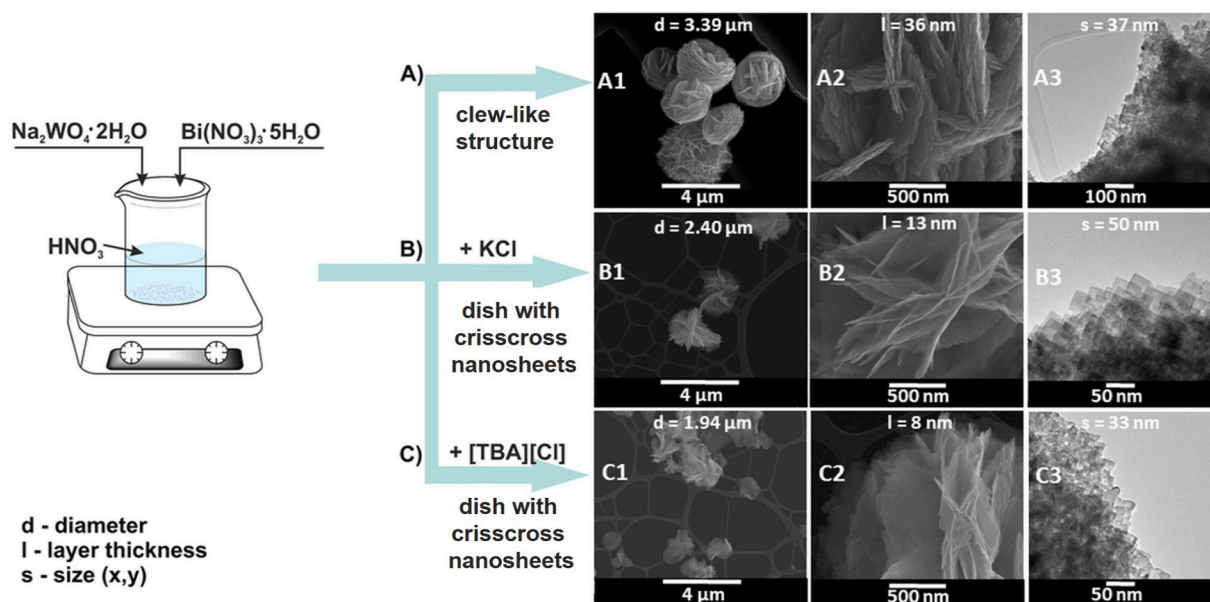 Na₂WO₄·2H₂O
Bi(NO₃)₃·5H₂O
HNO₃
A)
clew-like
structure
B)
+ KCl
dish with
crisscross
nanosheets
C)
+ [TBA][Cl]
dish with
crisscross
nanosheets
d - diameter
l - layer thickness
s - size (x,y)
d = 3.39 µm
A1
4 µm
l = 36 nm
A2
500 nm
s = 37 nm
A3
100 nm
d = 2.40 µm
B1
4 µm
l = 13 nm
B2
500 nm
s = 50 nm
B3
50 nm
d = 1.94 µm
C1
4 µm
l = 8 nm
C2
500 nm
s = 33 nm
C3
50 nm